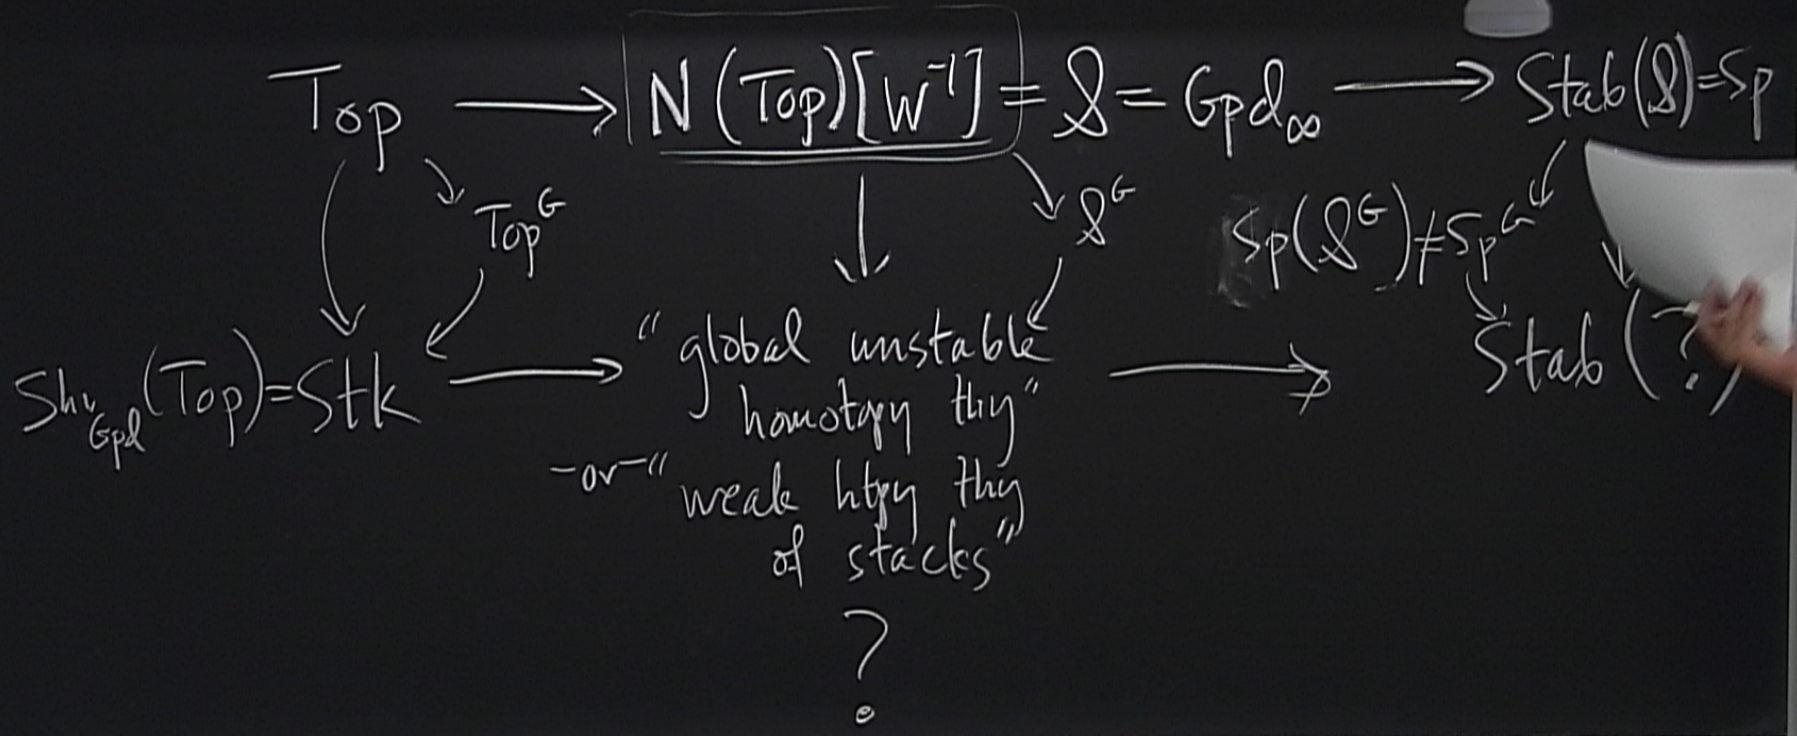 Top → N(Top)[W⁻¹] = S = Gpd∞ → Stab(S)=Sp
Top^G S^G Sp(S^G)≠Sp^G
Shv_Gpd(Top)=Stk → "global unstable → Stab(?)
homotopy thy"
-or-"weak htpy thy
of stacks"
?